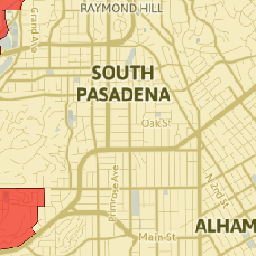 RAYMOND HILL
Grand Ave
SOUTH
PASADENA
Oak St
N 2nd St
Primrose Ave
ALHAM
Main St